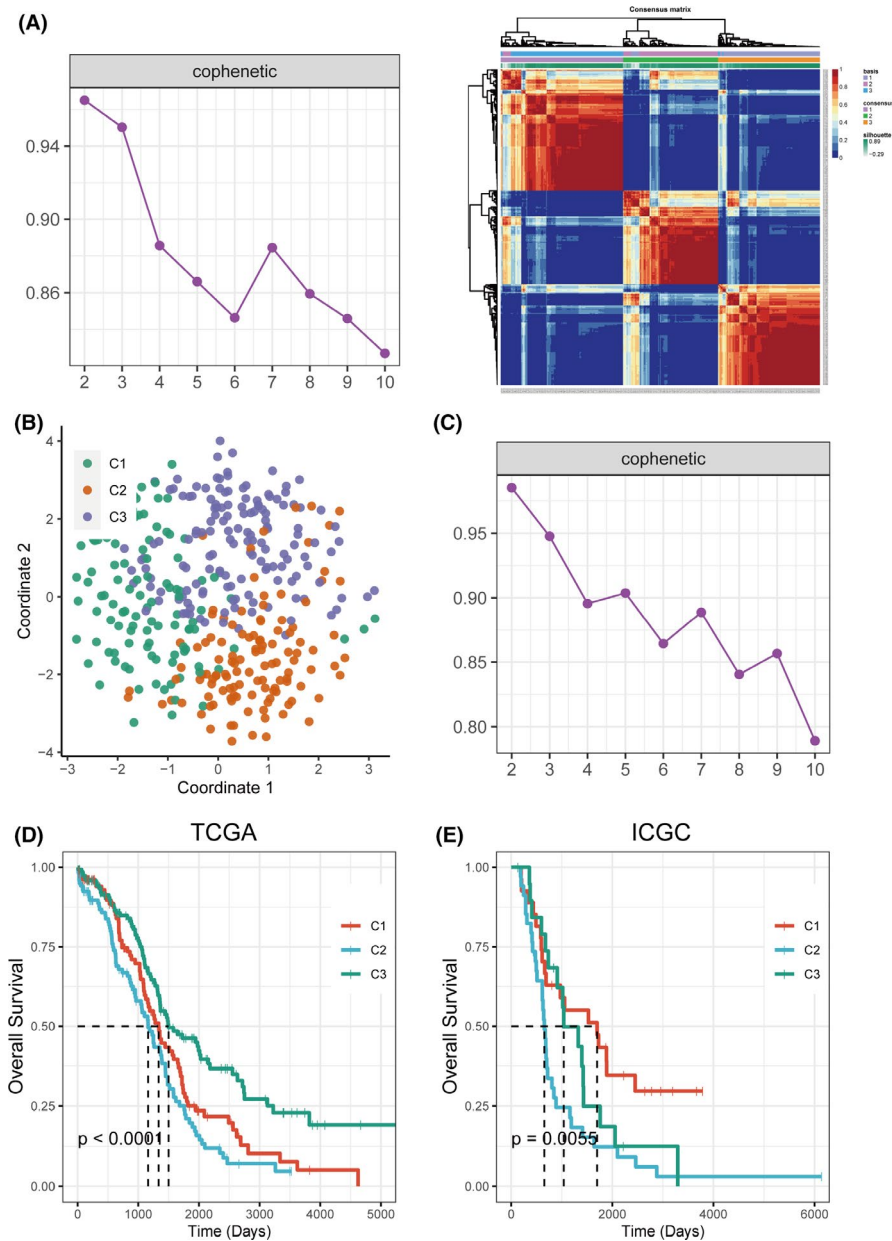 (A)
cophenetic
0.94
0.90
0.86
2 3 4 5 6 7 8 9 10
Consensus matrix
1
0.8
0.6
0.4
0.2
0
basis
1
2
3
consensus
1
2
3
silhouette
0.89
−0.29
(B)
C1
C2
C3
4
2
0
−2
−4
Coordinate 2
−3 −2 −1 0 1 2 3
Coordinate 1
(C)
cophenetic
0.95
0.90
0.85
0.80
2 3 4 5 6 7 8 9 10
(D)
TCGA
1.00
0.75
0.50
0.25
0.00
Overall Survival
C1
C2
C3
p < 0.0001
0 1000 2000 3000 4000 5000
Time (Days)
(E)
ICGC
1.00
0.75
0.50
0.25
0.00
Overall Survival
C1
C2
C3
p = 0.0055
0 2000 4000 6000
Time (Days)